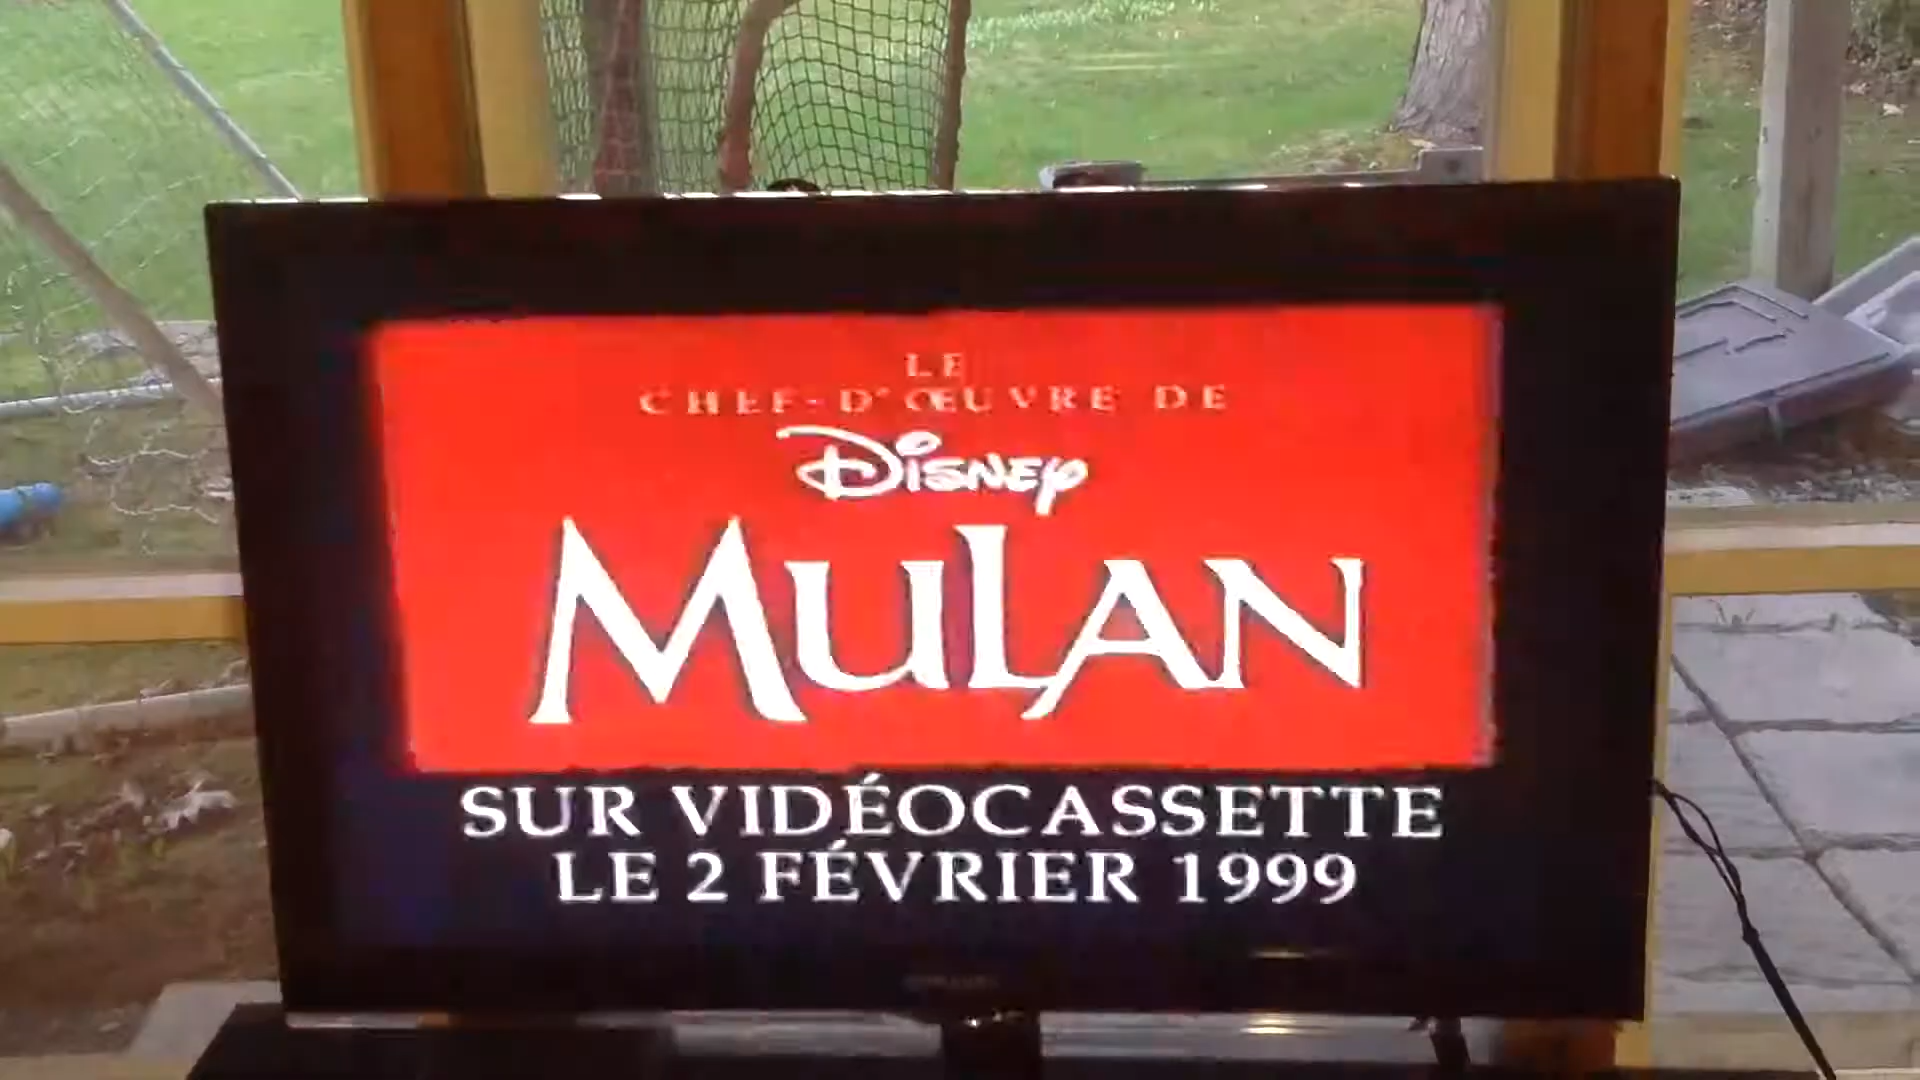 LE
CHEF-D'ŒUVRE DE
DISNEY
MULAN
SUR VIDÉOCASSETTE
LE 2 FÉVRIER 1999